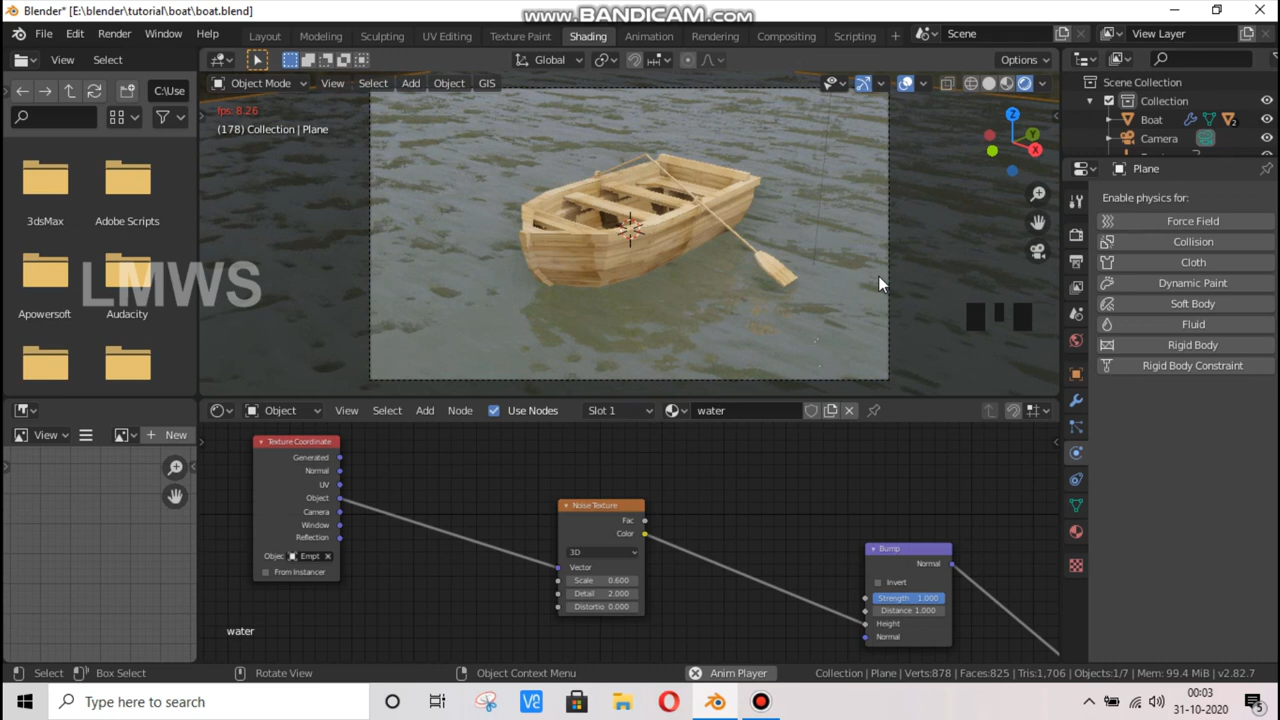 Blender* [E:\blender\tutorial\boat\boat.blend]
www.BANDICAM.com
File Edit Render Window Help
Layout Modeling Sculpting UV Editing Texture Paint Shading Animation Rendering Compositing Scripting +
Scene
View Layer
View Select
Global
Options
C:\Use
Object Mode View Select Add Object GIS
fps: 8.26
(178) Collection | Plane
Z
Y
X
3dsMax
Adobe Scripts
Apowersoft
Audacity
LMWS
Scene Collection
Collection
Boat
2
Camera
Plane
Enable physics for:
Force Field
Collision
Cloth
Dynamic Paint
Soft Body
Fluid
Rigid Body
Rigid Body Constraint
Object View Select Add Node Use Nodes Slot 1 water
View + New
Texture Coordinate
Generated
Normal
UV
Object
Camera
Window
Reflection
Objec Empt
From Instancer
Noise Texture
Fac
Color
3D
Vector
Scale 0.600
Detail 2.000
Distortio 0.000
Bump
Normal
Invert
Strength 1.000
Distance 1.000
Height
Normal
water
Select Box Select Rotate View Object Context Menu Anim Player Collection | Plane | Verts:878 | Faces:825 | Tris:1,706 | Objects:1/7 | Mem: 99.4 MiB | v2.82.7
Type here to search
00:03
31-10-2020
5